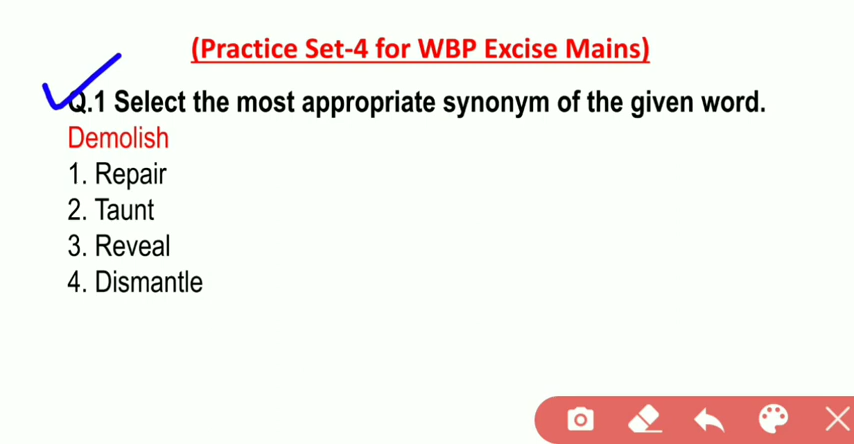 (Practice Set-4 for WBP Excise Mains)
Q.1 Select the most appropriate synonym of the given word.
Demolish
1. Repair
2. Taunt
3. Reveal
4. Dismantle